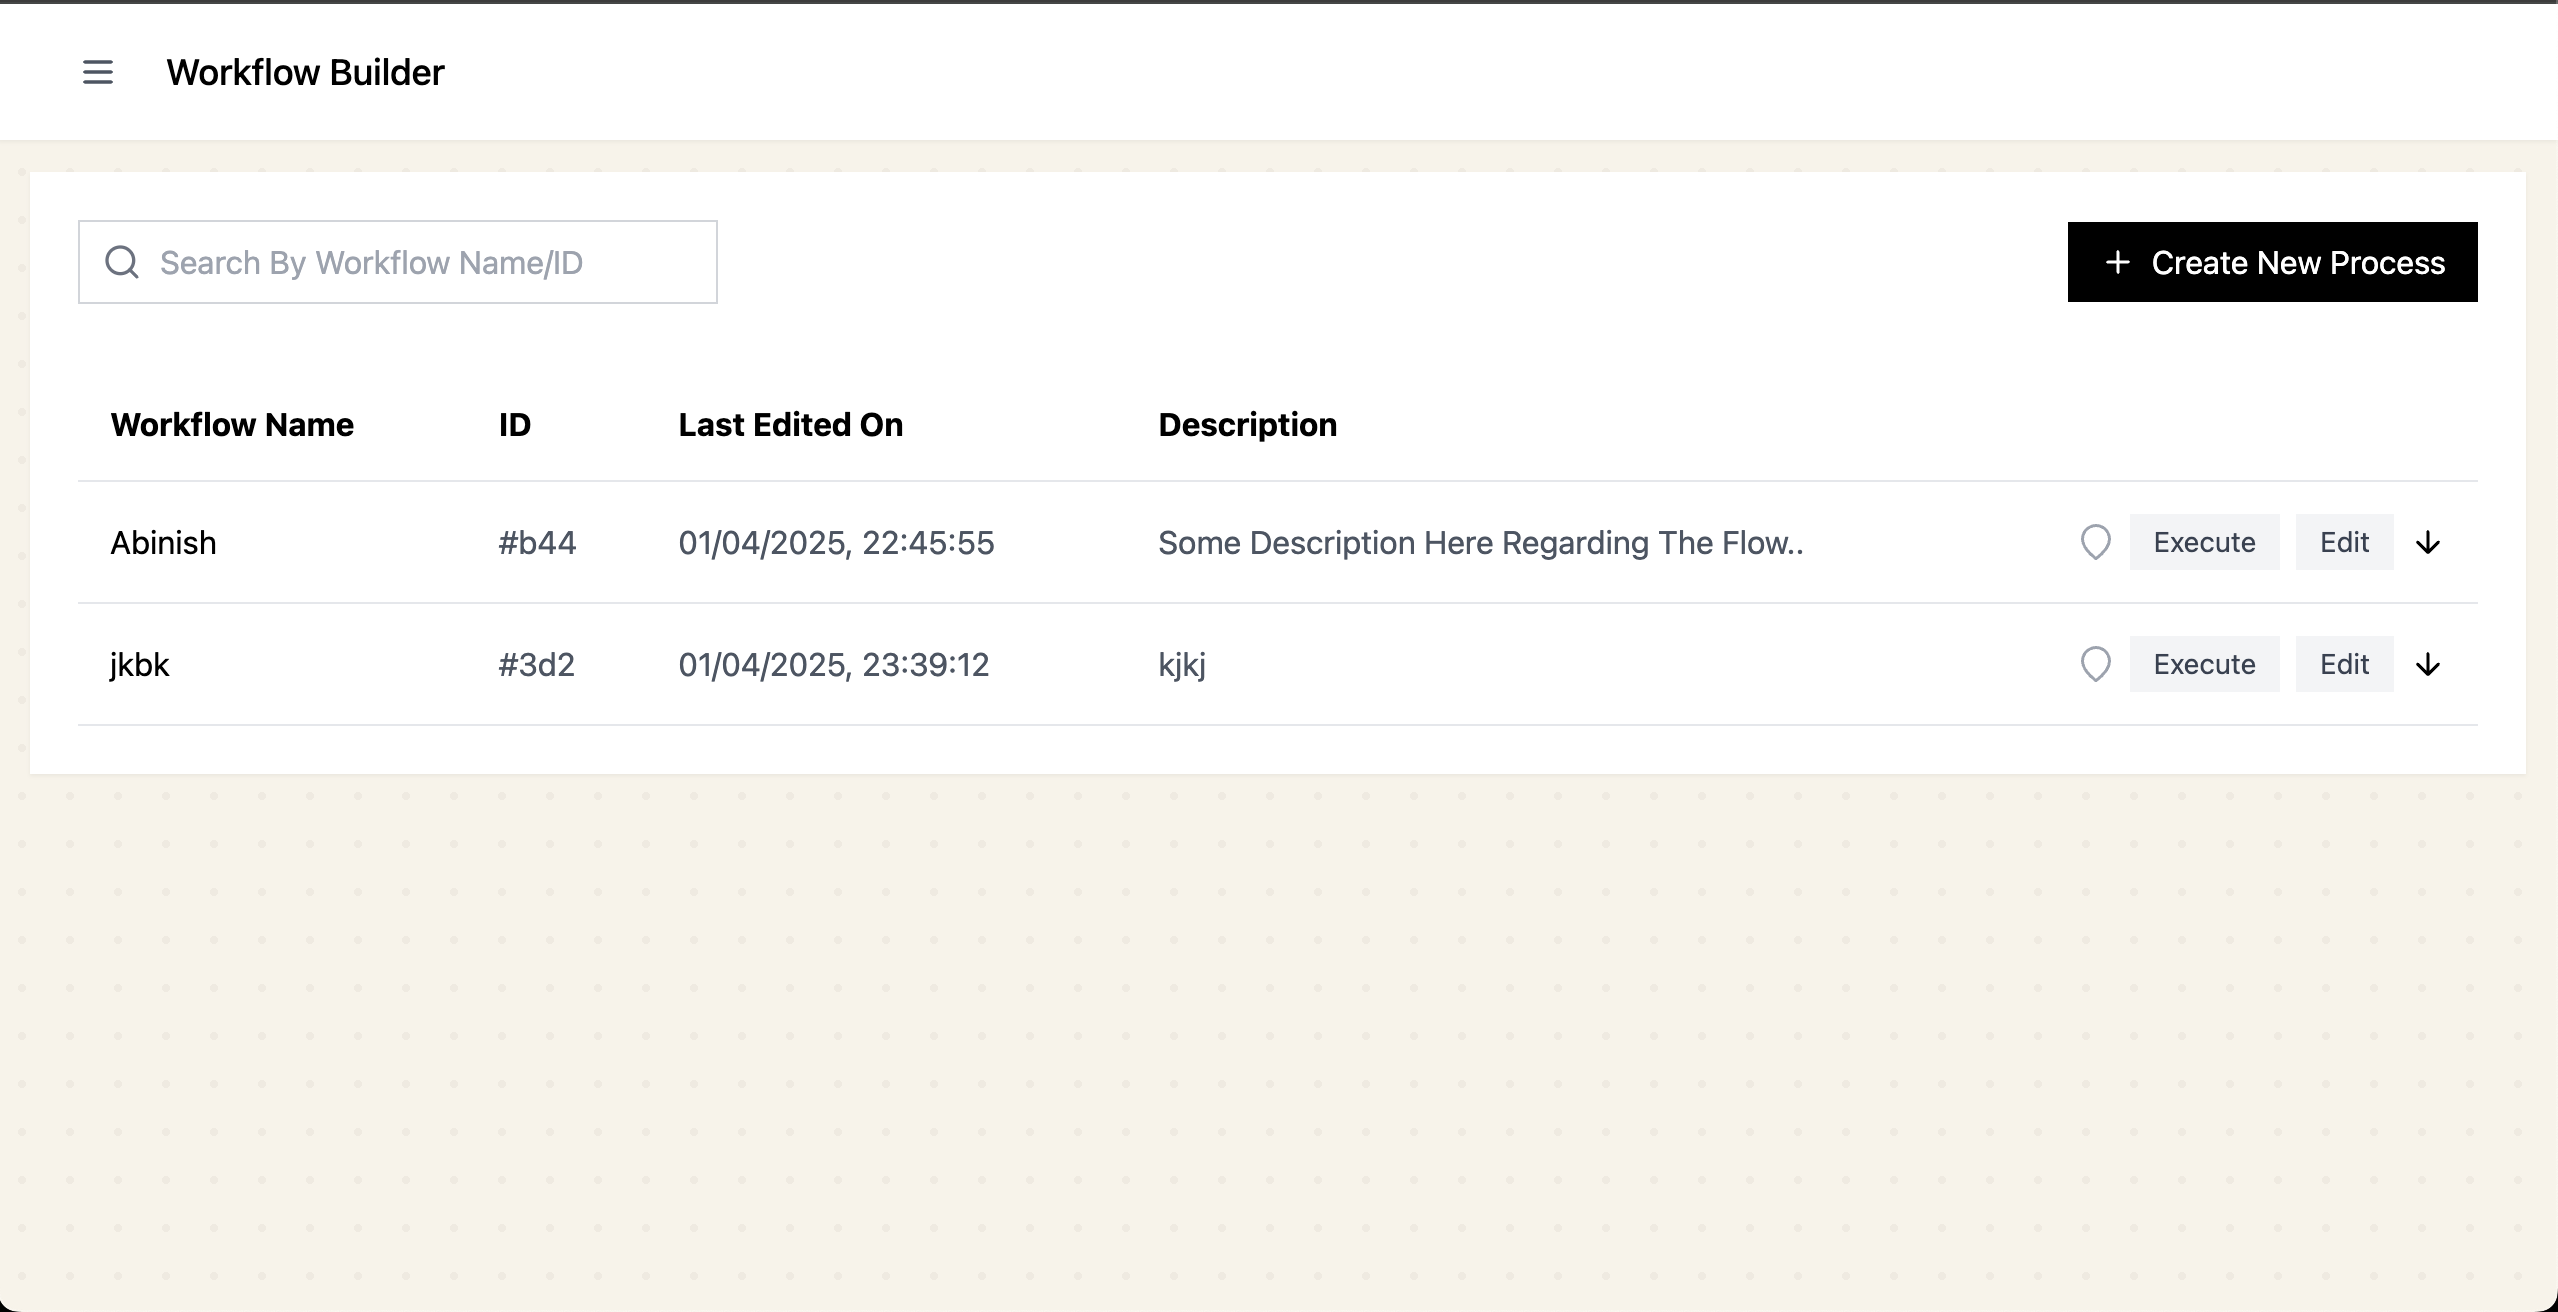 Workflow Builder
Search By Workflow Name/ID
+ Create New Process
Workflow Name ID Last Edited On Description
Abinish #b44 01/04/2025, 22:45:55 Some Description Here Regarding The Flow.. Execute Edit
jkbk #3d2 01/04/2025, 23:39:12 kjkj Execute Edit